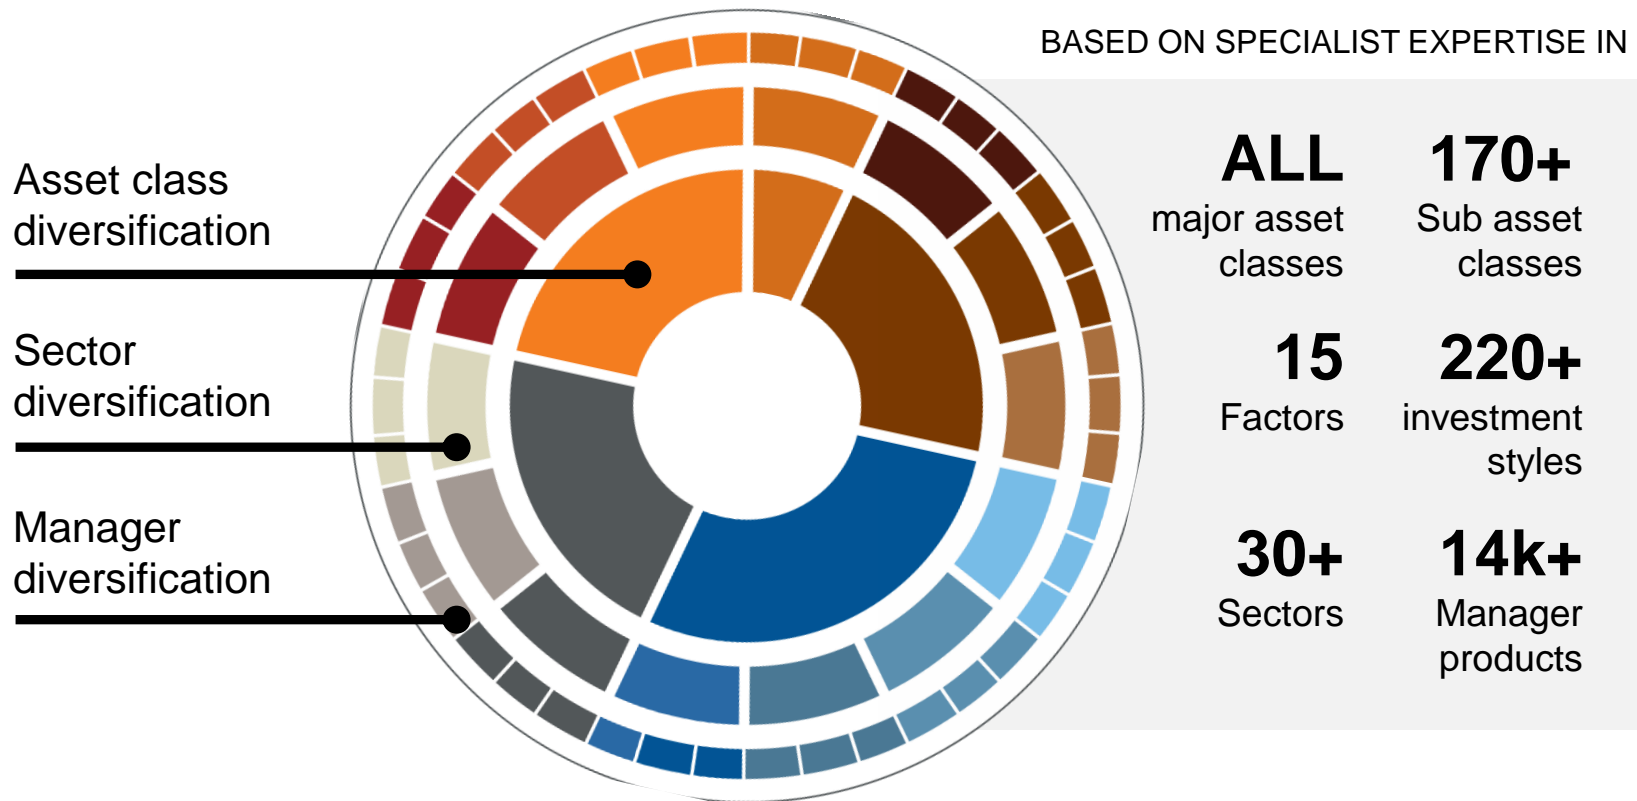 BASED ON SPECIALIST EXPERTISE IN
Asset class
diversification
Sector
diversification
Manager
diversification
ALL
major asset
classes
170+
Sub asset
classes
15
Factors
220+
investment
styles
30+
Sectors
14k+
Manager
products